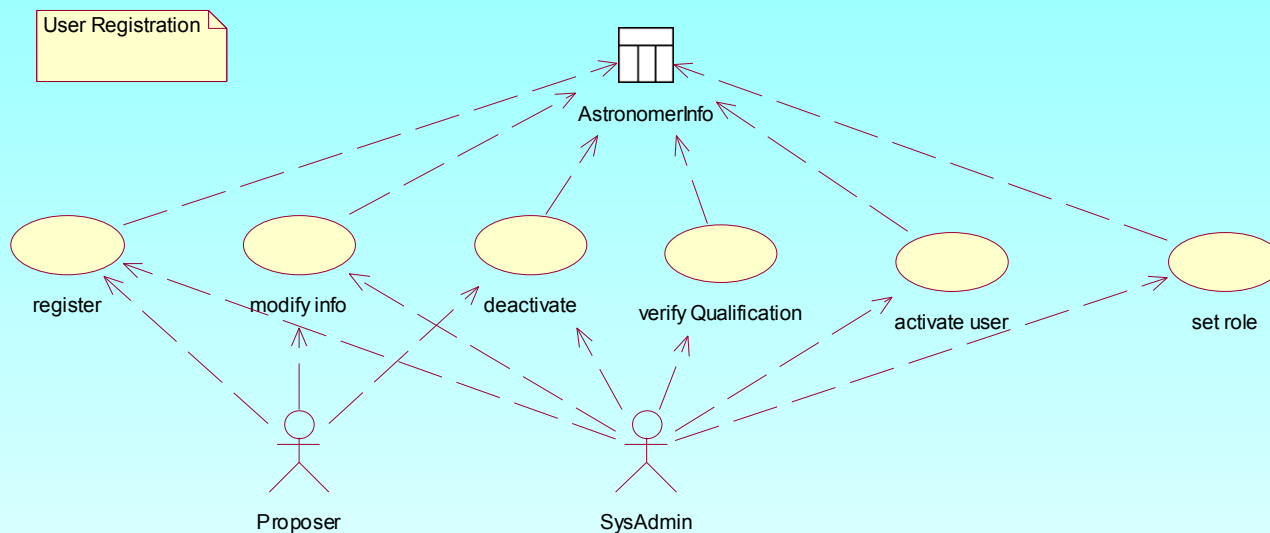 User Registration
AstronomerInfo
register
modify info
deactivate
verify Qualification
activate user
set role
Proposer
SysAdmin